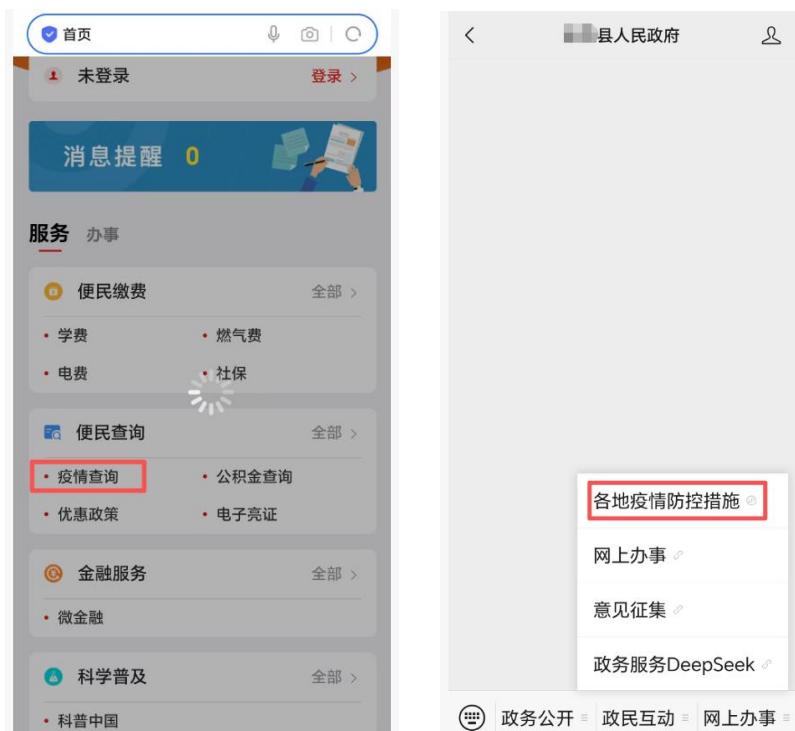 首页
未登录
登录 >
消息提醒 0
服务 办事
便民缴费
全部 >
• 学费
• 燃气费
• 电费
• 社保
便民查询
全部 >
• 疫情查询
• 公积金查询
• 优惠政策
• 电子亮证
金融服务
全部 >
• 微金融
科学普及
全部 >
• 科普中国
县人民政府
各地疫情防控措施
网上办事
意见征集
政务服务DeepSeek
政务公开
政民互动
网上办事